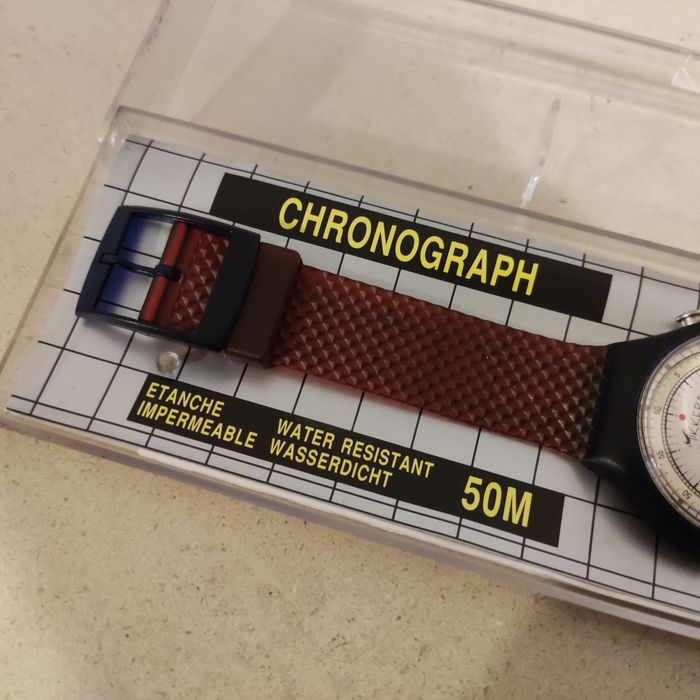 CHRONOGRAPH
ETANCHE
IMPERMEABLE
WATER RESISTANT
WASSERDICHT
50M